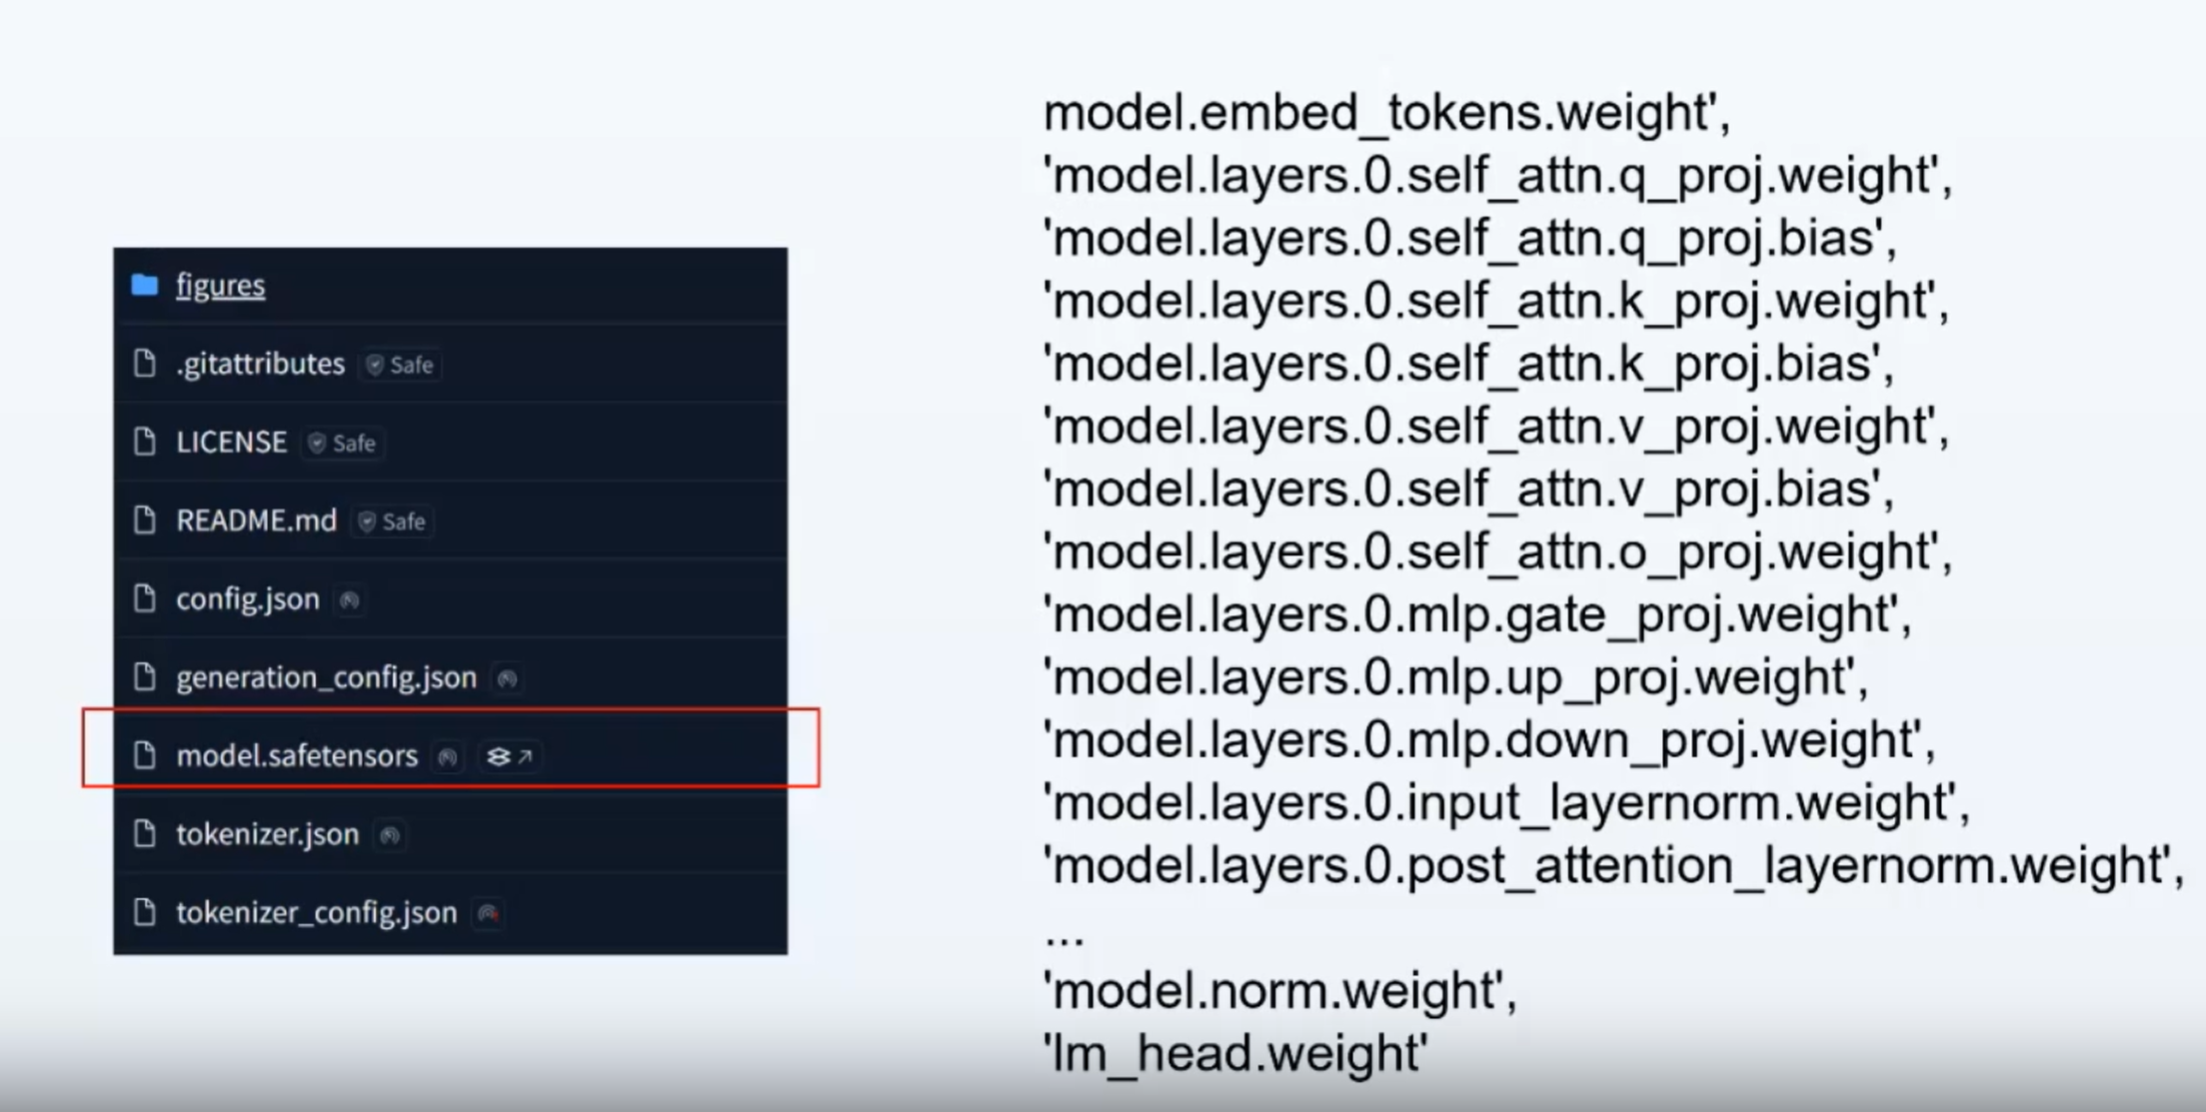 figures
.gitattributes Safe
LICENSE Safe
README.md Safe
config.json
generation_config.json
model.safetensors
tokenizer.json
tokenizer_config.json
model.embed_tokens.weight',
'model.layers.0.self_attn.q_proj.weight',
'model.layers.0.self_attn.q_proj.bias',
'model.layers.0.self_attn.k_proj.weight',
'model.layers.0.self_attn.k_proj.bias',
'model.layers.0.self_attn.v_proj.weight',
'model.layers.0.self_attn.v_proj.bias',
'model.layers.0.self_attn.o_proj.weight',
'model.layers.0.mlp.gate_proj.weight',
'model.layers.0.mlp.up_proj.weight',
'model.layers.0.mlp.down_proj.weight',
'model.layers.0.input_layernorm.weight',
'model.layers.0.post_attention_layernorm.weight',
...
'model.norm.weight',
'lm_head.weight'